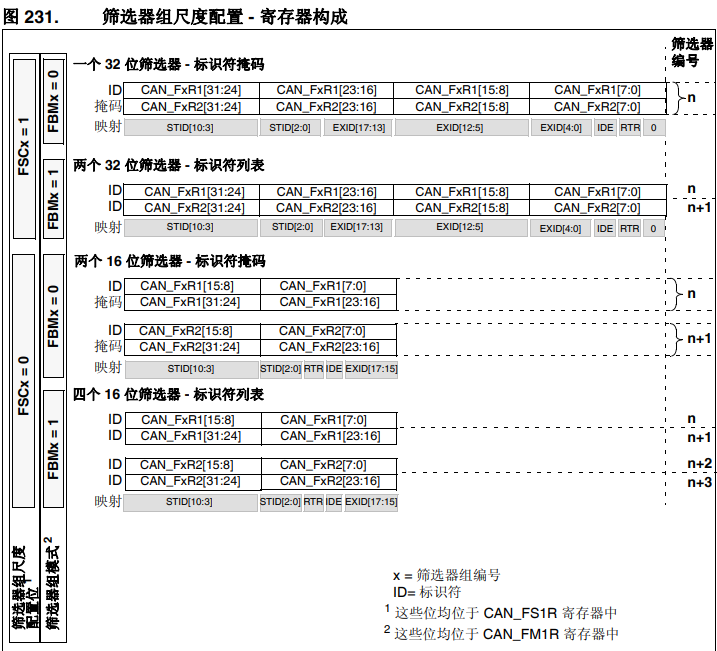 图 231. 筛选器组尺度配置 - 寄存器构成
筛选器
编号
一个 32 位筛选器 - 标识符掩码
ID CAN_FxR1[31:24] CAN_FxR1[23:16] CAN_FxR1[15:8] CAN_FxR1[7:0]
掩码 CAN_FxR2[31:24] CAN_FxR2[23:16] CAN_FxR2[15:8] CAN_FxR2[7:0]
n
映射 STID[10:3] STID[2:0] EXID[17:13] EXID[12:5] EXID[4:0] IDE RTR 0
两个 32 位筛选器 - 标识符列表
ID CAN_FxR1[31:24] CAN_FxR1[23:16] CAN_FxR1[15:8] CAN_FxR1[7:0] n
ID CAN_FxR2[31:24] CAN_FxR2[23:16] CAN_FxR2[15:8] CAN_FxR2[7:0] n+1
映射 STID[10:3] STID[2:0] EXID[17:13] EXID[12:5] EXID[4:0] IDE RTR 0
两个 16 位筛选器 - 标识符掩码
ID CAN_FxR1[15:8] CAN_FxR1[7:0]
掩码 CAN_FxR1[31:24] CAN_FxR1[23:16]
n
ID CAN_FxR2[15:8] CAN_FxR2[7:0]
掩码 CAN_FxR2[31:24] CAN_FxR2[23:16]
n+1
映射 STID[10:3] STID[2:0] RTR IDE EXID[17:15]
四个 16 位筛选器 - 标识符列表
ID CAN_FxR1[15:8] CAN_FxR1[7:0] n
ID CAN_FxR1[31:24] CAN_FxR1[23:16] n+1
ID CAN_FxR2[15:8] CAN_FxR2[7:0] n+2
ID CAN_FxR2[31:24] CAN_FxR2[23:16] n+3
映射 STID[10:3] STID[2:0] RTR IDE EXID[17:15]
FSCx = 1
FSCx = 0
FBMx = 0
FBMx = 1
FBMx = 0
FBMx = 1
筛选器组尺度
配置位
1
筛选器组模式 2
x = 筛选器组编号
ID= 标识符
1 这些位均位于 CAN_FS1R 寄存器中
2 这些位均位于 CAN_FM1R 寄存器中